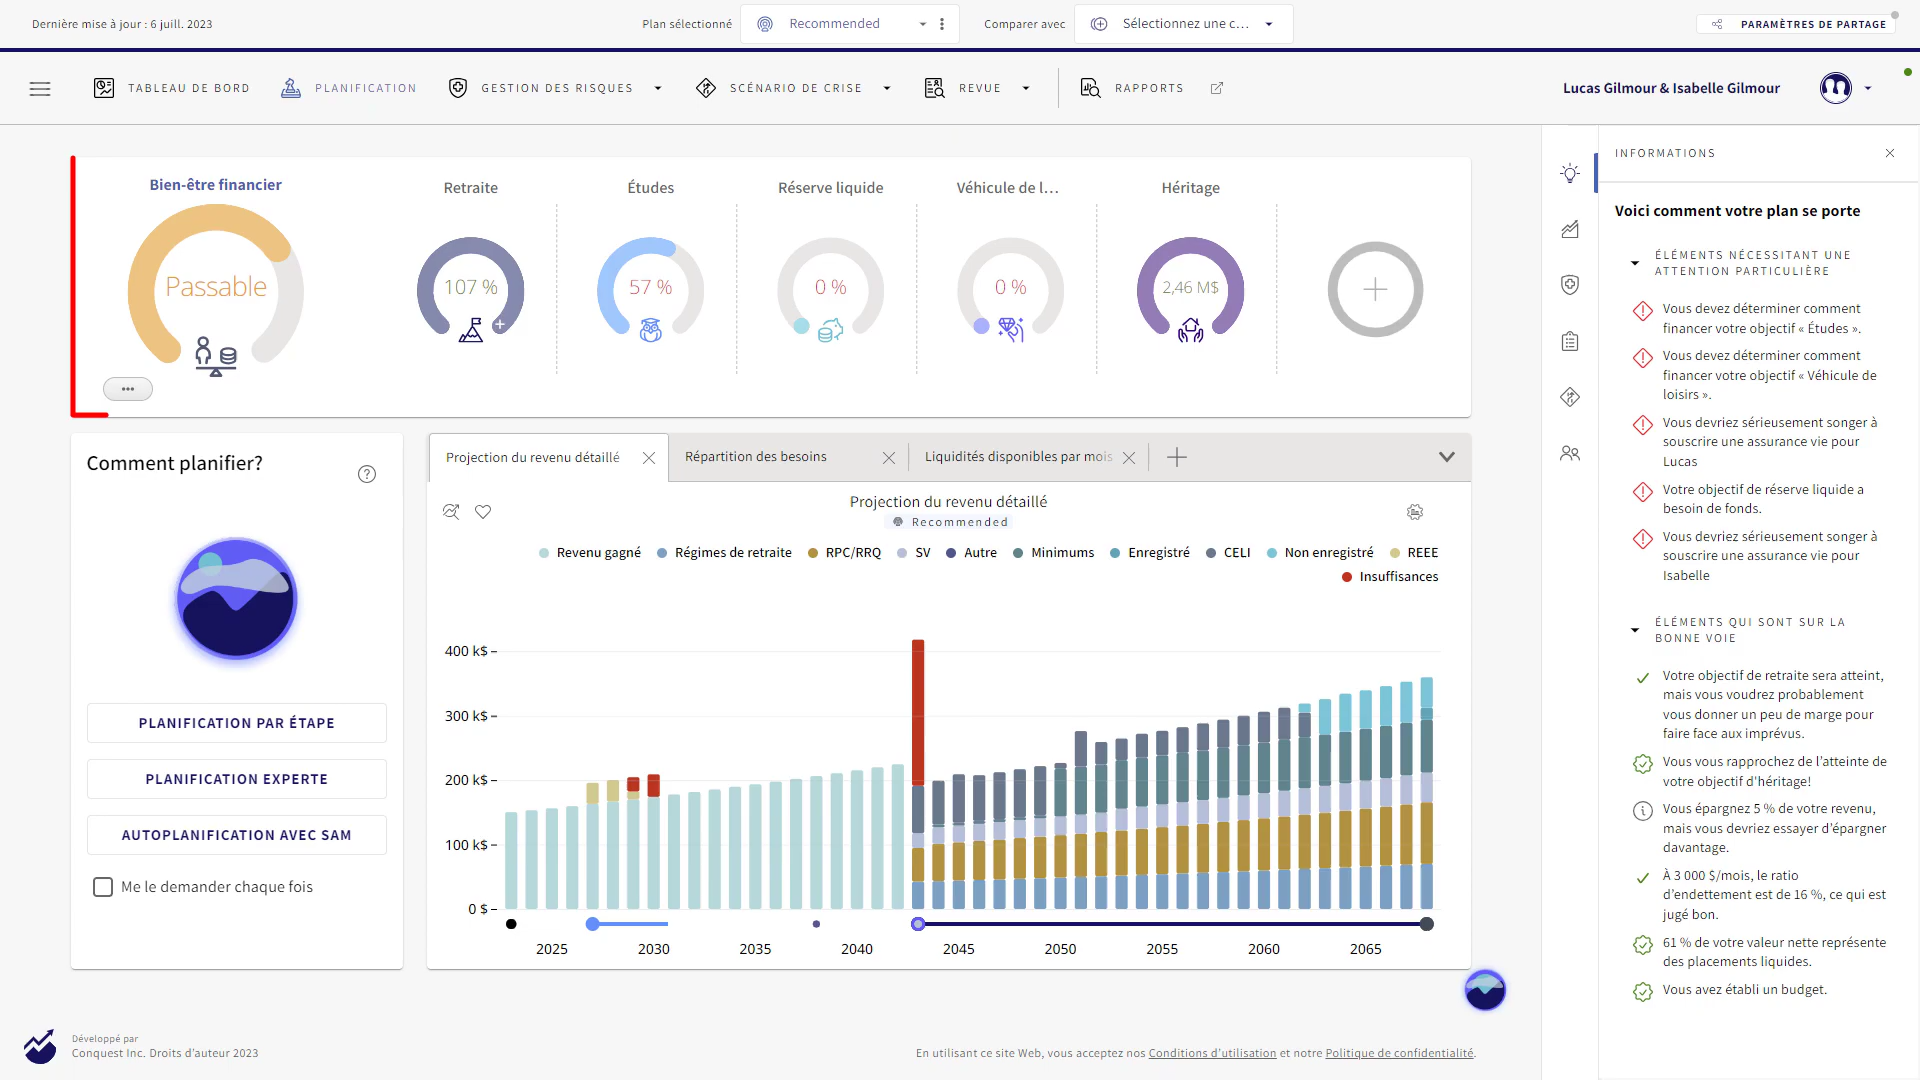 Dernière mise à jour : 6 juill. 2023
Plan sélectionné
Recommended
Comparer avec
Sélectionnez une c...
PARAMÈTRES DE PARTAGE
TABLEAU DE BORD
PLANIFICATION
GESTION DES RISQUES
SCÉNARIO DE CRISE
REVUE
RAPPORTS
Lucas Gilmour & Isabelle Gilmour
Bien-être financier
Passable
Retraite
107 %
Études
57 %
Réserve liquide
0 %
Véhicule de l...
0 %
Héritage
2,46 M$
Comment planifier?
PLANIFICATION PAR ÉTAPE
PLANIFICATION EXPERTE
AUTOPLANIFICATION AVEC SAM
Me le demander chaque fois
Projection du revenu détaillé
Répartition des besoins
Liquidités disponibles par mois
Projection du revenu détaillé
Recommended
Revenu gagné
Régimes de retraite
RPC/RRQ
SV
Autre
Minimums
Enregistré
CELI
Non enregistré
REEE
Insuffisances
400 k$
300 k$
200 k$
100 k$
0 $
2025
2030
2035
2040
2045
2050
2055
2060
2065
INFORMATIONS
Voici comment votre plan se porte
ÉLÉMENTS NÉCESSITANT UNE
ATTENTION PARTICULIÈRE
Vous devez déterminer comment
financer votre objectif « Études ».
Vous devez déterminer comment
financer votre objectif « Véhicule de
loisirs ».
Vous devriez sérieusement songer à
souscrire une assurance vie pour
Lucas
Votre objectif de réserve liquide a
besoin de fonds.
Vous devriez sérieusement songer à
souscrire une assurance vie pour
Isabelle
ÉLÉMENTS QUI SONT SUR LA
BONNE VOIE
Votre objectif de retraite sera atteint,
mais vous voudrez probablement
vous donner un peu de marge pour
faire face aux imprévus.
Vous vous rapprochez de l'atteinte de
votre objectif d'héritage!
Vous épargnez 5 % de votre revenu,
mais vous devriez essayer d'épargner
davantage.
À 3 000 $/mois, le ratio
d'endettement est de 16 %, ce qui est
jugé bon.
61 % de votre valeur nette représente
des placements liquides.
Vous avez établi un budget.
Développé par
Conquest Inc. Droits d'auteur 2023
En utilisant ce site Web, vous acceptez nos Conditions d'utilisation et notre Politique de confidentialité.